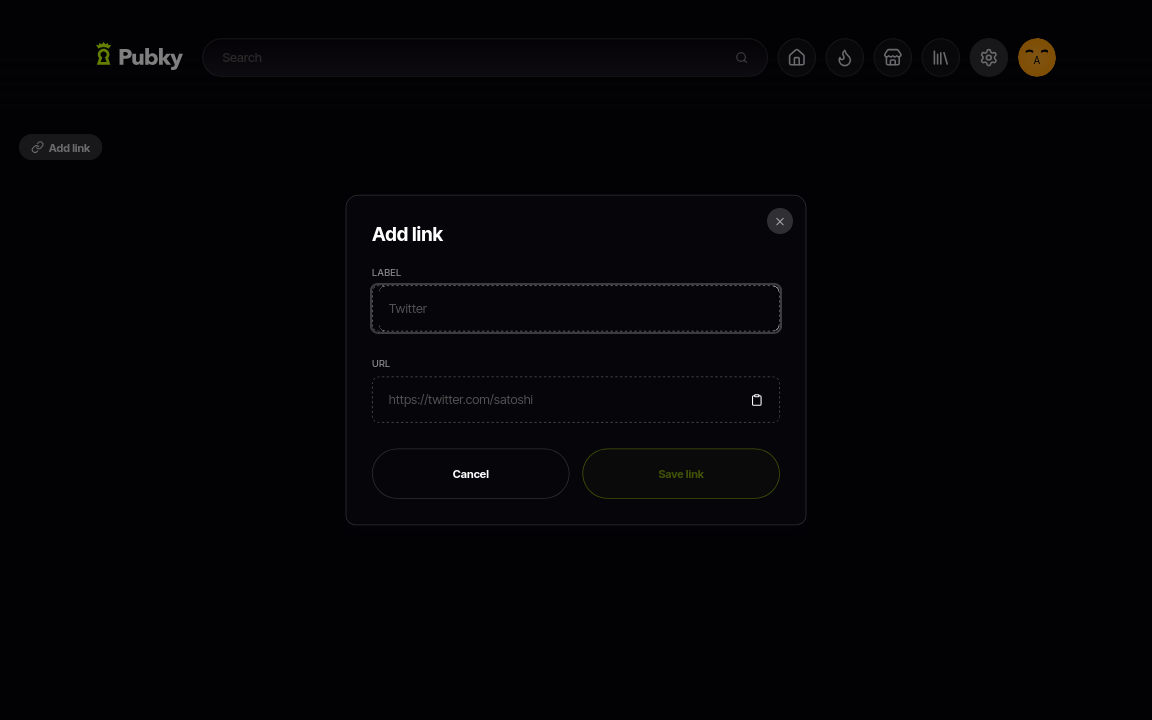 Pubky
Search
A
Add link
Add link
LABEL
Twitter
URL
https://twitter.com/satoshi
Cancel
Save link